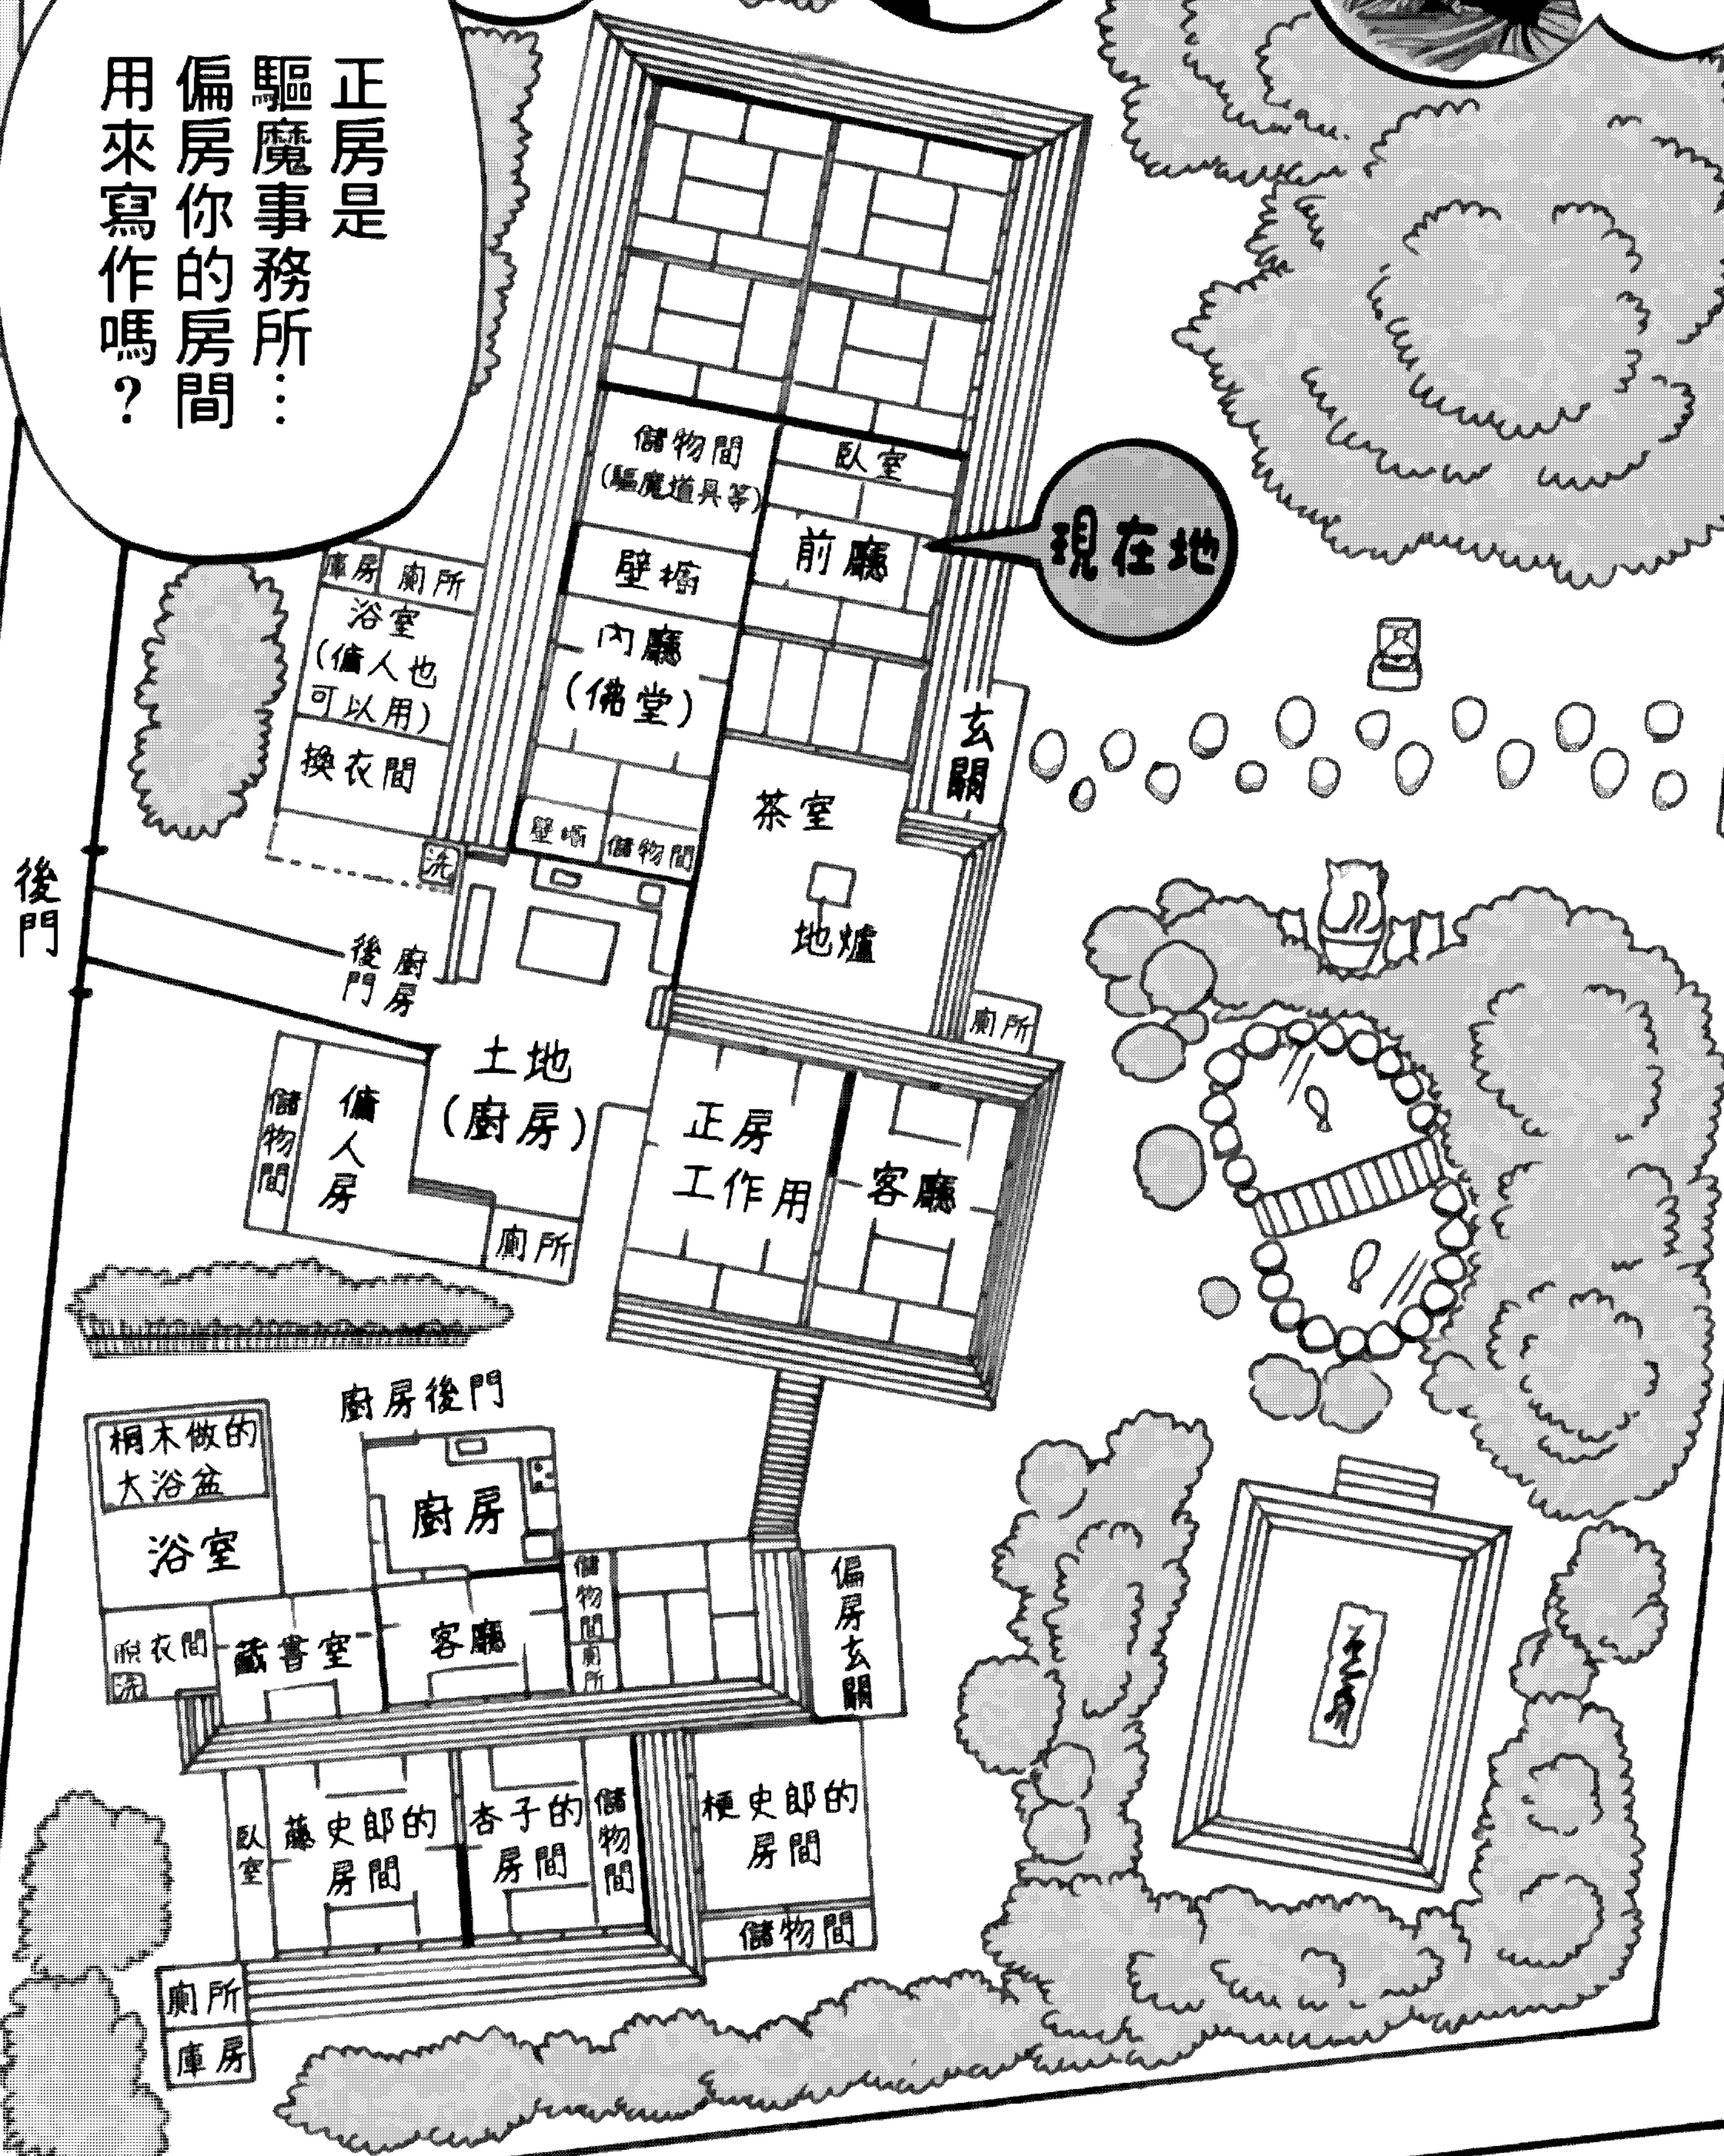 正房是
驅魔事務所…
偏房你的房間
用來寫作嗎?
儲物間
(驅魔道具等)
臥室
前廳
現在地
壁櫥
內廳
(佛堂)
庫房
廁所
浴室
(傭人也
可以用)
換衣間
洗
玄關
茶室
地爐
壁櫥
儲物間
後門
廚房
後門
廁所
土地
(廚房)
儲物間
傭人房
廁所
正房
工作用
客廳
廚房後門
桐木做的
大浴盆
浴室
廚房
脫衣間
洗
藏書室
客廳
儲物間
廁所
偏房玄關
臥室
藤史郎的
房間
杏子的
房間
儲物間
梗史郎的
房間
儲物間
廁所
庫房